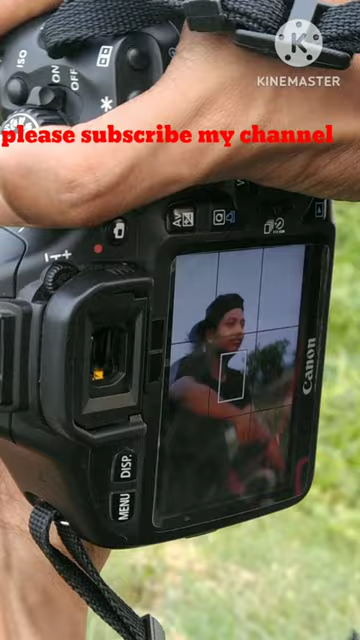 KINEMASTER
please subscribe my channel
ISO
ON
OFF
Av
Canon
DISP.
MENU